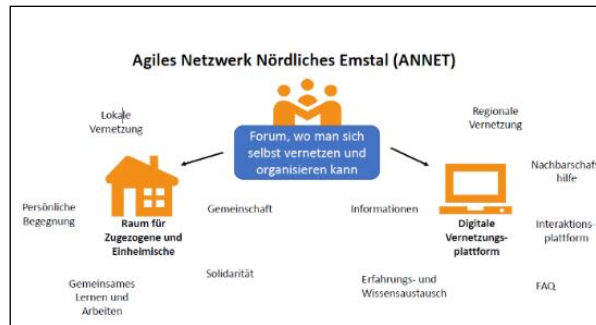 Agiles Netzwerk Nördliches Emstal (ANNET)
Lokale
Vernetzung
Regionale
Vernetzung
Forum, wo man sich
selbst vernetzen und
organisieren kann
Nachbarschafs
hilfe
Persönliche
Begegnung
Raum für
Zugezogene und
Einheimische
Gemeinschaft
Informationen
Digitale
Vernetzungs-
plattform
Interaktions-
plattform
Gemeinsames
Lernen und
Arbeiten
Solidarität
Erfahrungs- und
Wissensaustausch
FAQ